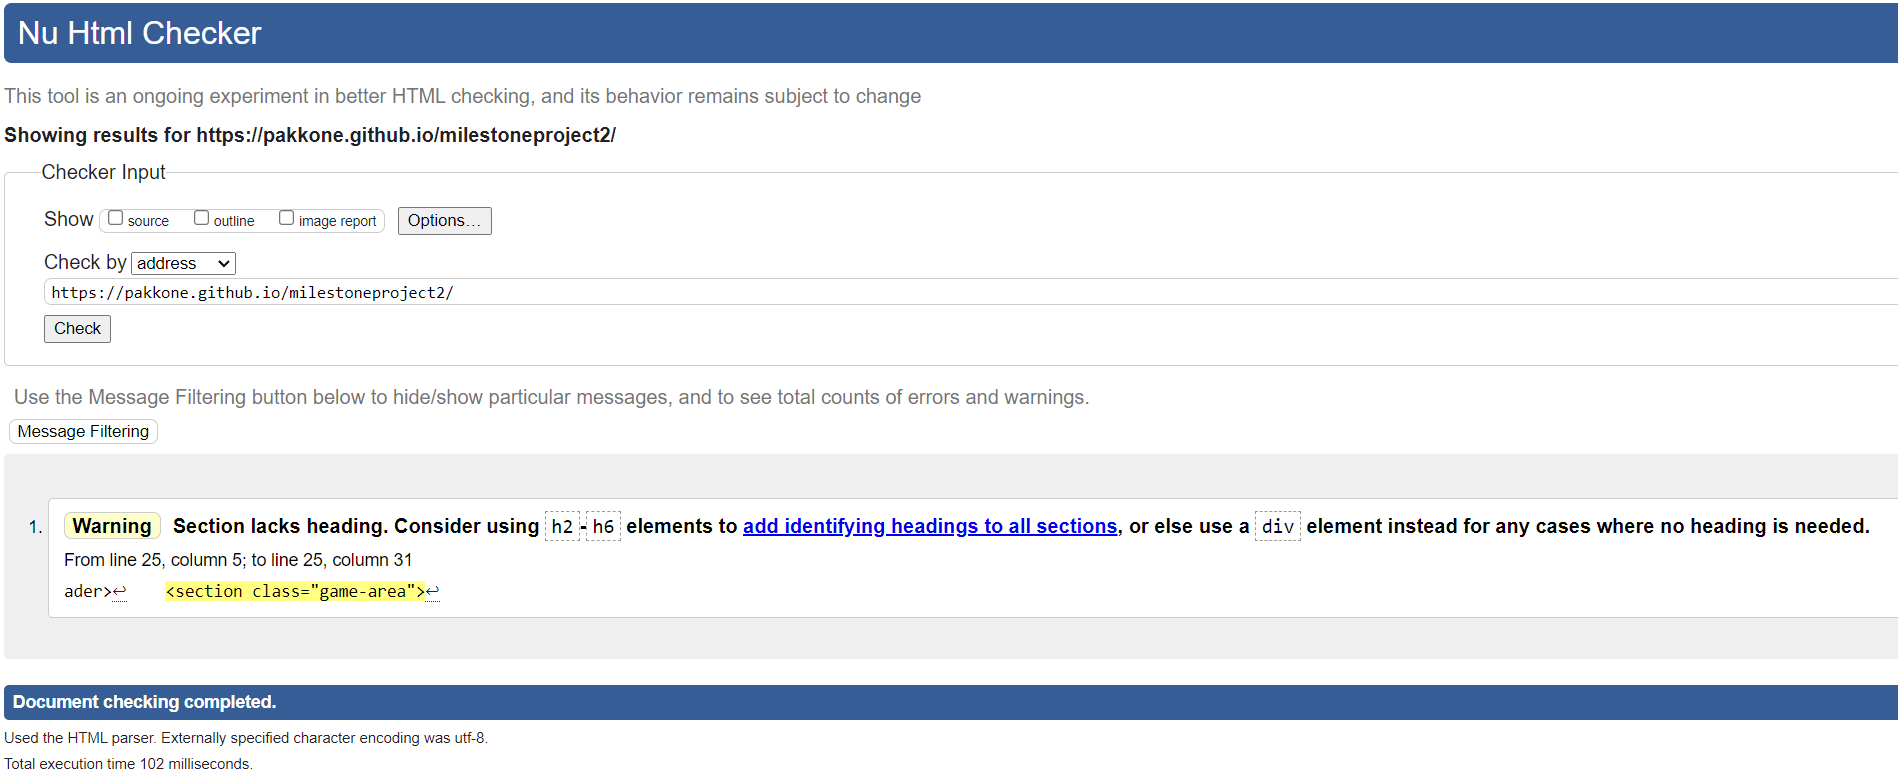 Nu Html Checker
This tool is an ongoing experiment in better HTML checking, and its behavior remains subject to change
Showing results for https://pakkone.github.io/milestoneproject2/
Checker Input
Show source outline image report Options...
Check by address
https://pakkone.github.io/milestoneproject2/
Check
Use the Message Filtering button below to hide/show particular messages, and to see total counts of errors and warnings.
Message Filtering
1. Warning Section lacks heading. Consider using h2-h6 elements to add identifying headings to all sections, or else use a div element instead for any cases where no heading is needed.
From line 25, column 5; to line 25, column 31
ader>↩ <section class="game-area">↩
Document checking completed.
Used the HTML parser. Externally specified character encoding was utf-8.
Total execution time 102 milliseconds.